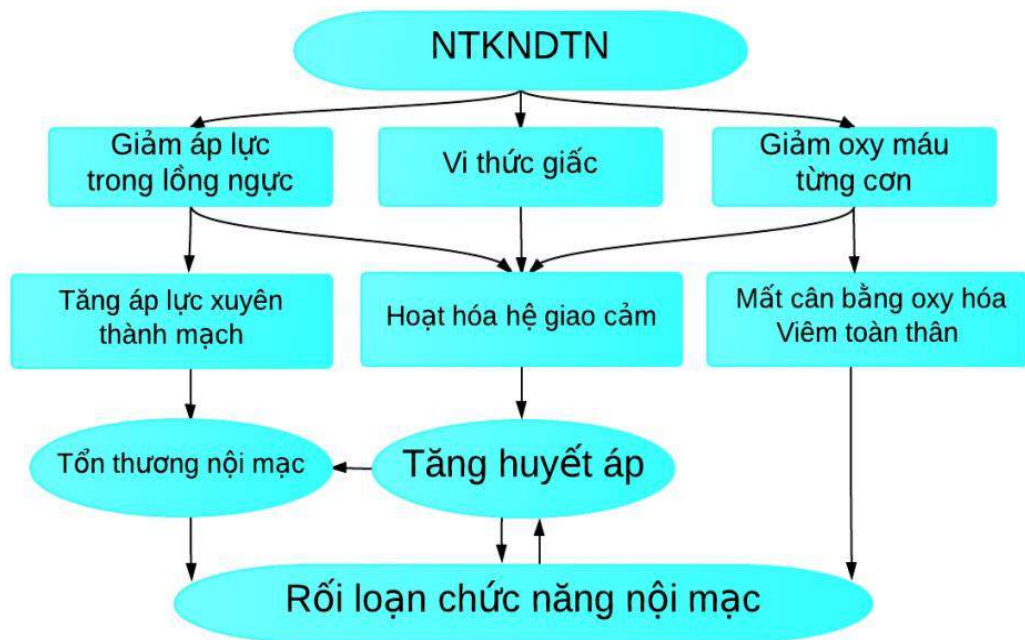 NTKNDTN
Giảm áp lực
trong lồng ngực
Vi thức giấc
Giảm oxy máu
từng cơn
Tăng áp lực xuyên
thành mạch
Hoạt hóa hệ giao cảm
Mất cân bằng oxy hóa
Viêm toàn thân
Tổn thương nội mạc
Tăng huyết áp
Rối loạn chức năng nội mạc